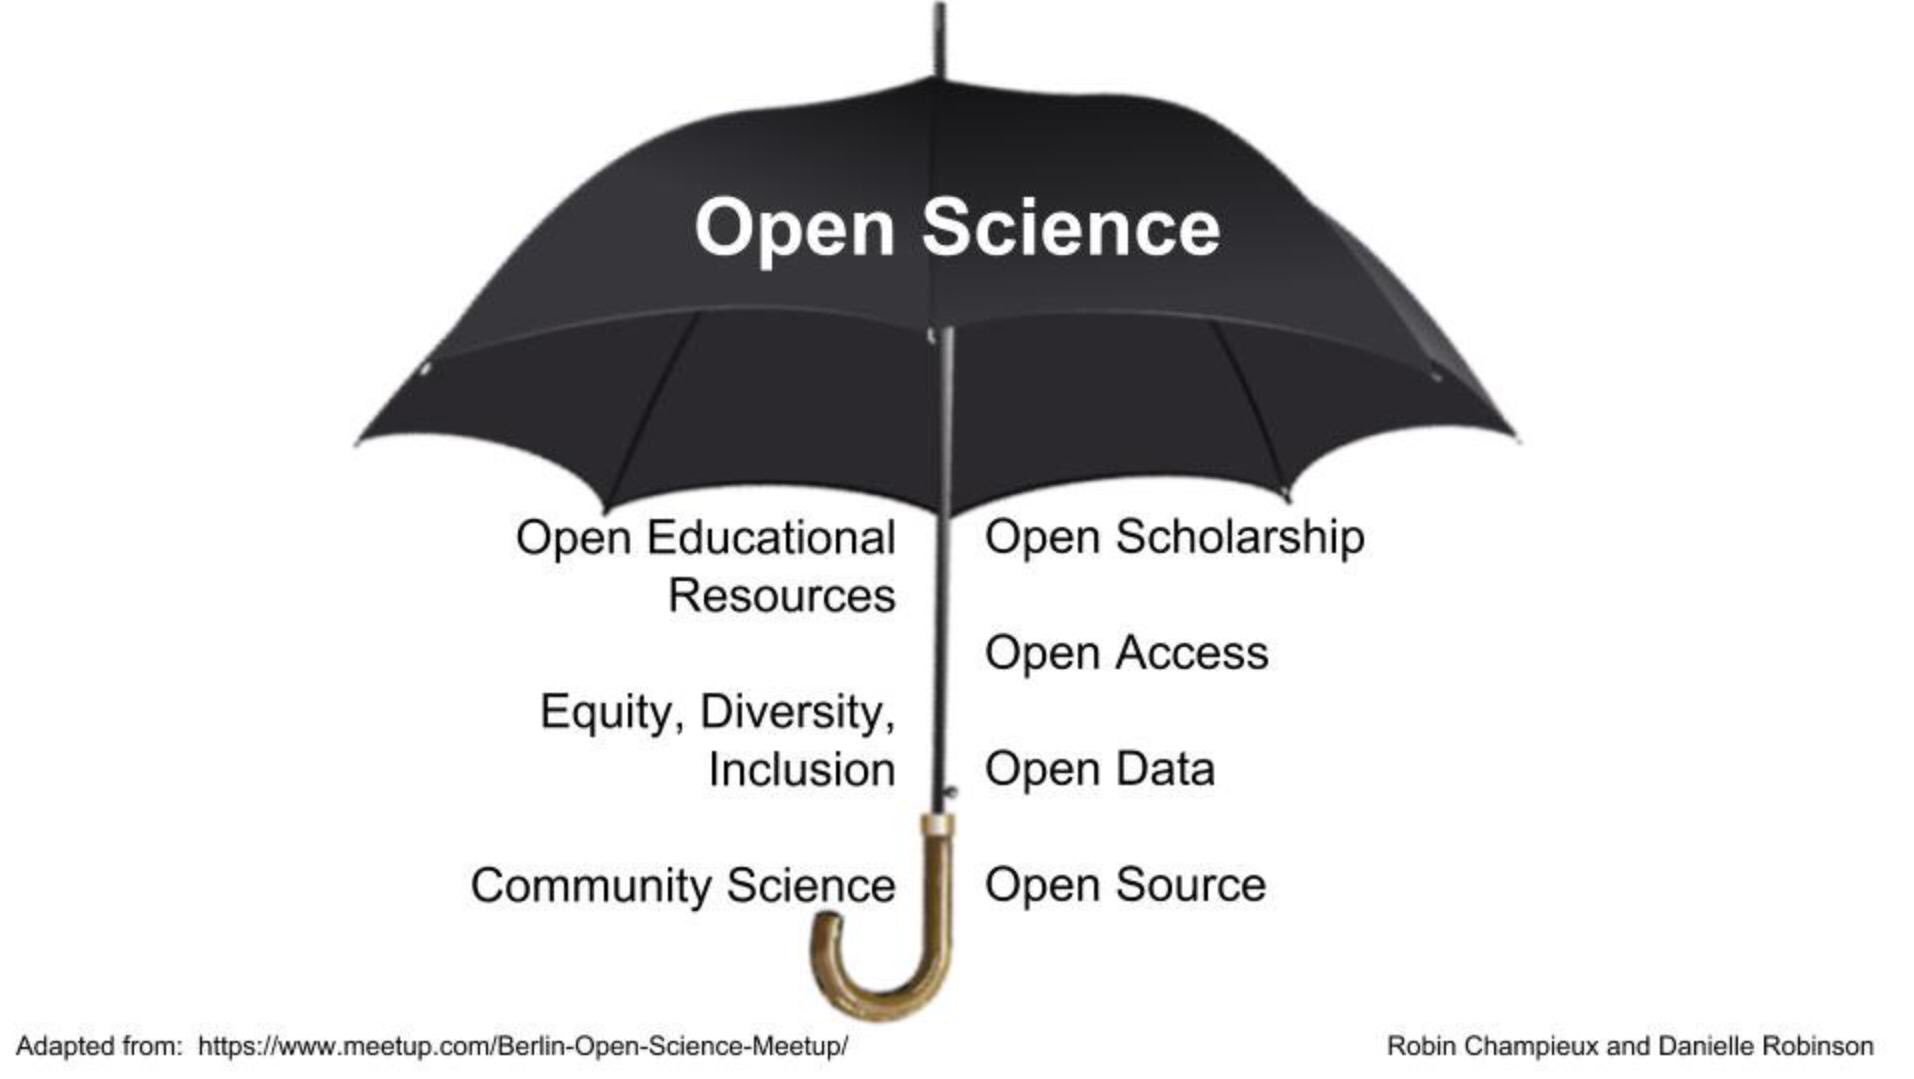 Open Science
Open Educational
Resources
Equity, Diversity,
Inclusion
Community Science
Open Scholarship
Open Access
Open Data
Open Source
Adapted from: https://www.meetup.com/Berlin-Open-Science-Meetup/
Robin Champieux and Danielle Robinson